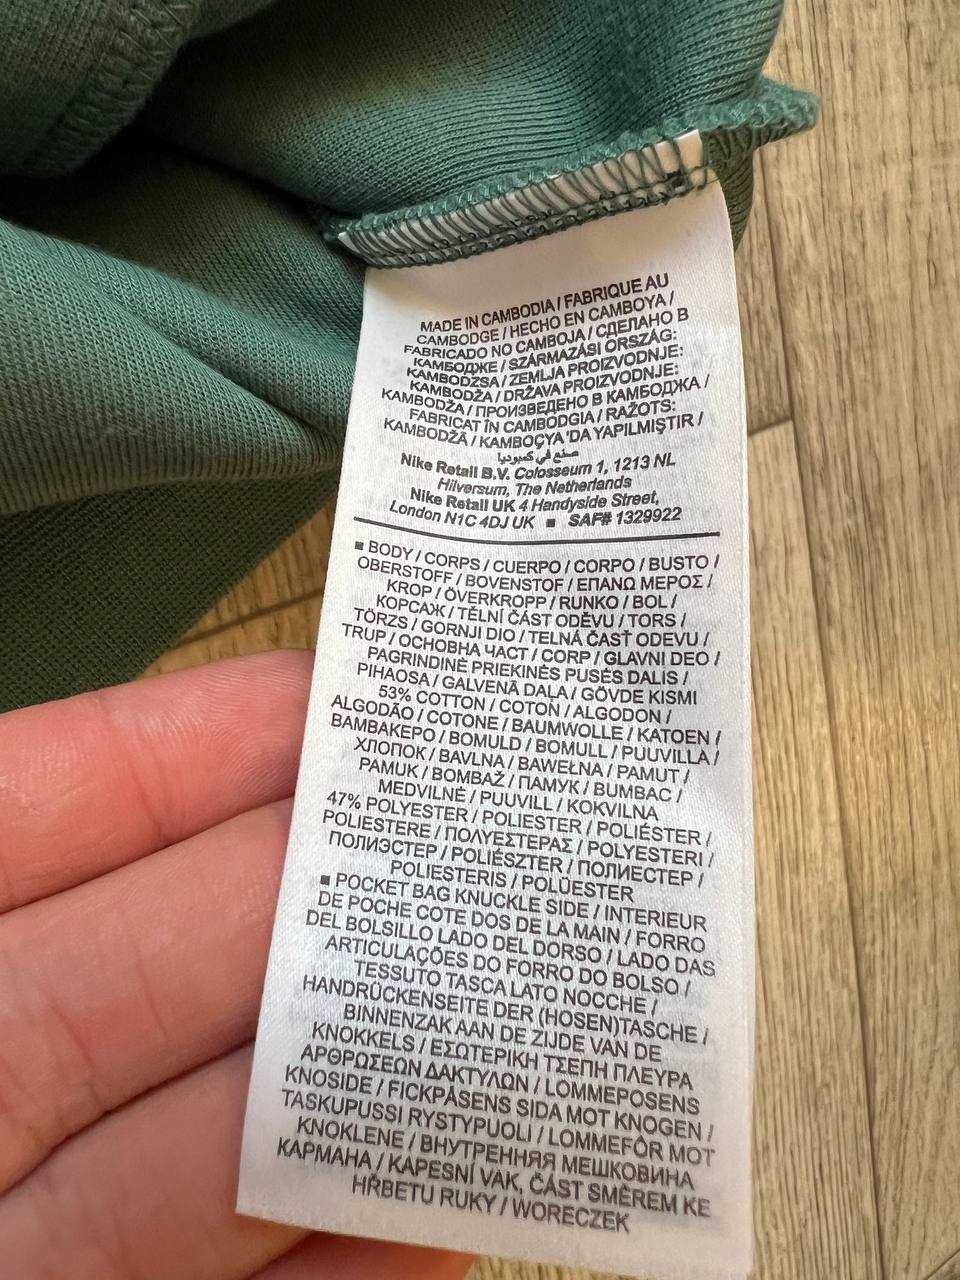 MADE IN CAMBODIA / FABRIQUE AU
CAMBODGE / HECHO EN CAMBOYA /
FABRICADO NO CAMBOJA / СДЕЛАНО В
КАМБОДЖЕ / SZÁRMAZÁSI ORSZÁG:
KAMBODZSA / ZEMLJA PROIZVODNJE:
KAMBODŽA / DRŽAVA PROIZVODNJE:
KAMBODŽA / ПРОИЗВЕДЕНО В КАМБОДЖА /
FABRICAT ÎN CAMBODGIA / RAŽOTS:
KAMBODŽĀ / KAMBOÇYA 'DA YAPILMIŞTIR /
صنع في كمبوديا
Nike Retail B.V. Colosseum 1, 1213 NL
Hilversum, The Netherlands
Nike Retail UK 4 Handyside Street,
London N1C 4DJ UK ■ SAF# 1329922
■ BODY / CORPS / CUERPO / CORPO / BUSTO /
OBERSTOFF / BOVENSTOF / ΕΠΑΝΩ ΜΕΡΟΣ /
KROP / ÖVERKROPP / RUNKO / BOL /
КОРСАЖ / TĚLNÍ ČÁST ODĚVU / TORS /
TÖRZS / GORNJI DIO / TELNÁ ČASŤ ODEVU /
TRUP / ОСНОВНА ЧАСТ / CORP / GLAVNI DEO /
PAGRINDINĖ PRIEKINĖS PUSĖS DALIS /
PIHAOSA / GALVENĀ DAĻA / GÖVDE KISMI
53% COTTON / COTON / ALGODON /
ALGODÃO / COTONE / BAUMWOLLE / KATOEN /
ΒΑΜΒΑΚΕΡΟ / BOMULD / BOMULL / PUUVILLA /
ХЛОПОК / BAVLNA / BAWEŁNA / PAMUT /
PAMUK / BOMBAŽ / ПАМУК / BUMBAC /
MEDVILNĖ / PUUVILL / KOKVILNA
47% POLYESTER / POLIESTER / POLIÉSTER /
POLIESTERE / ΠΟΛΥΕΣΤΕΡΑΣ / POLYESTERI /
ПОЛИЭСТЕР / POLIÉSZTER / ПОЛИЕСТЕР /
POLIESTERIS / POLÜESTER
■ POCKET BAG KNUCKLE SIDE / INTERIEUR
DE POCHE COTE DOS DE LA MAIN / FORRO
DEL BOLSILLO LADO DEL DORSO / LADO DAS
ARTICULAÇÕES DO FORRO DO BOLSO /
TESSUTO TASCA LATO NOCCHE /
HANDRÜCKENSEITE DER (HOSEN)TASCHE /
BINNENZAK AAN DE ZIJDE VAN DE
KNOKKELS / ΕΣΩΤΕΡΙΚΗ ΤΣΕΠΗ ΠΛΕΥΡΑ
ΑΡΘΡΩΣΕΩΝ ΔΑΚΤΥΛΩΝ / LOMMEPOSENS
KNOSIDE / FICKPÅSENS SIDA MOT KNOGEN /
TASKUPUSSI RYSTYPUOLI / LOMMEFÔR MOT
KNOKLENE / ВНУТРЕННЯЯ МЕШКОВИНА
КАРМАНА / KAPESNÍ VAK, ČÁST SMĚREM KE
HŘBETU RUKY / WORECZEK